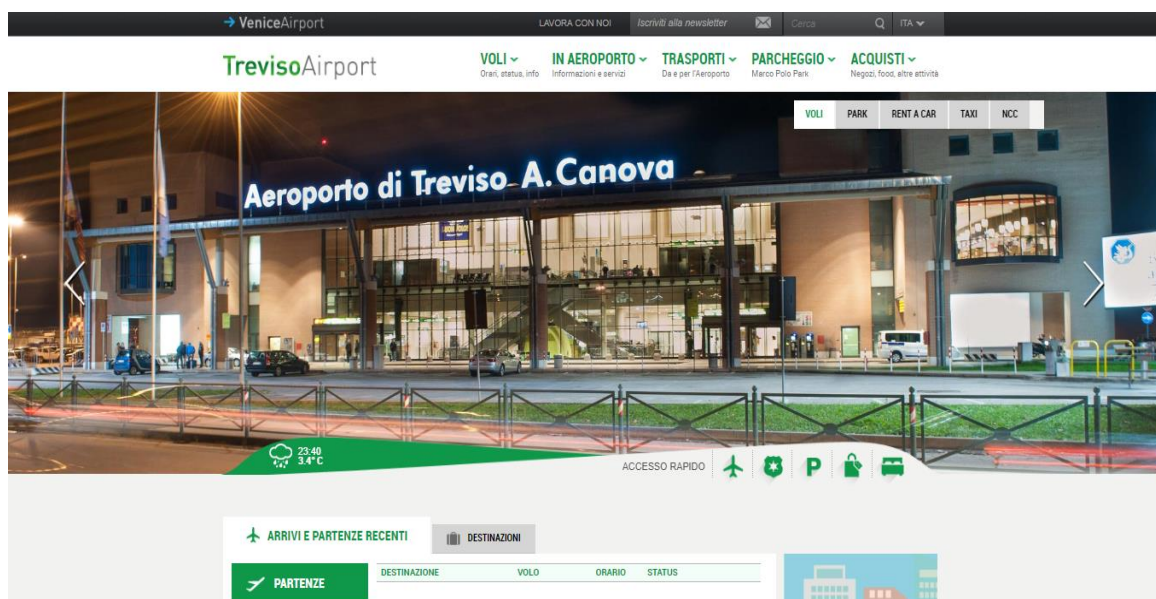 VeniceAirport
LAVORA CON NOI
Iscriviti alla newsletter
Cerca
ITA
TrevisoAirport
VOLI
Orari, status, info
IN AEROPORTO
Informazioni e servizi
TRASPORTI
Da e per l'Aeroporto
PARCHEGGIO
Marco Polo Park
ACQUISTI
Negozi, food, altre attività
VOLI
PARK
RENT A CAR
TAXI
NCC
Aeroporto di Treviso A. Canova
23:40
3.4°C
ACCESSO RAPIDO
P
ARRIVI E PARTENZE RECENTI
DESTINAZIONI
PARTENZE
DESTINAZIONE
VOLO
ORARIO
STATUS